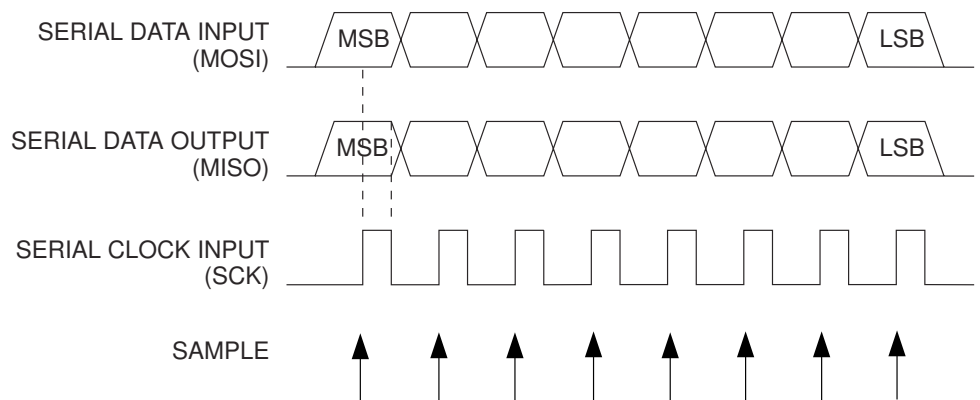 SERIAL DATA INPUT
(MOSI)
MSB
LSB
SERIAL DATA OUTPUT
(MISO)
MSB
LSB
SERIAL CLOCK INPUT
(SCK)
SAMPLE